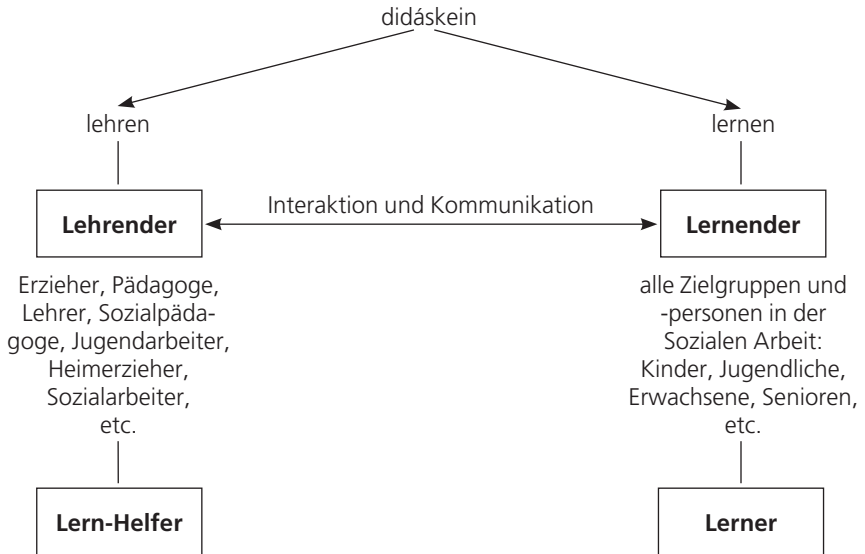 didáskein
lehren
lernen
Lehrender
Interaktion und Kommunikation
Lernender
Erzieher, Pädagoge,
Lehrer, Sozialpäda-
goge, Jugendarbeiter,
Heimerzieher,
Sozialarbeiter,
etc.
alle Zielgruppen und
-personen in der
Sozialen Arbeit:
Kinder, Jugendliche,
Erwachsene, Senioren,
etc.
Lern-Helfer
Lerner